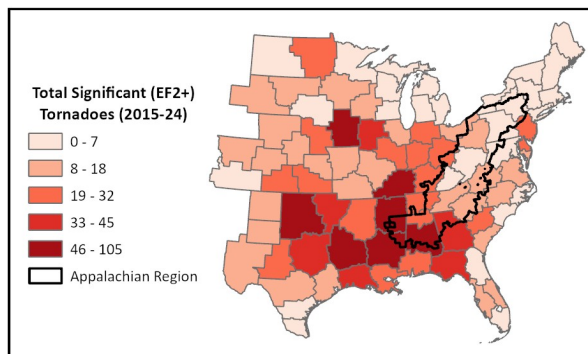 Total Significant (EF2+)
Tornadoes (2015-24)
0 - 7
8 - 18
19 - 32
33 - 45
46 - 105
Appalachian Region